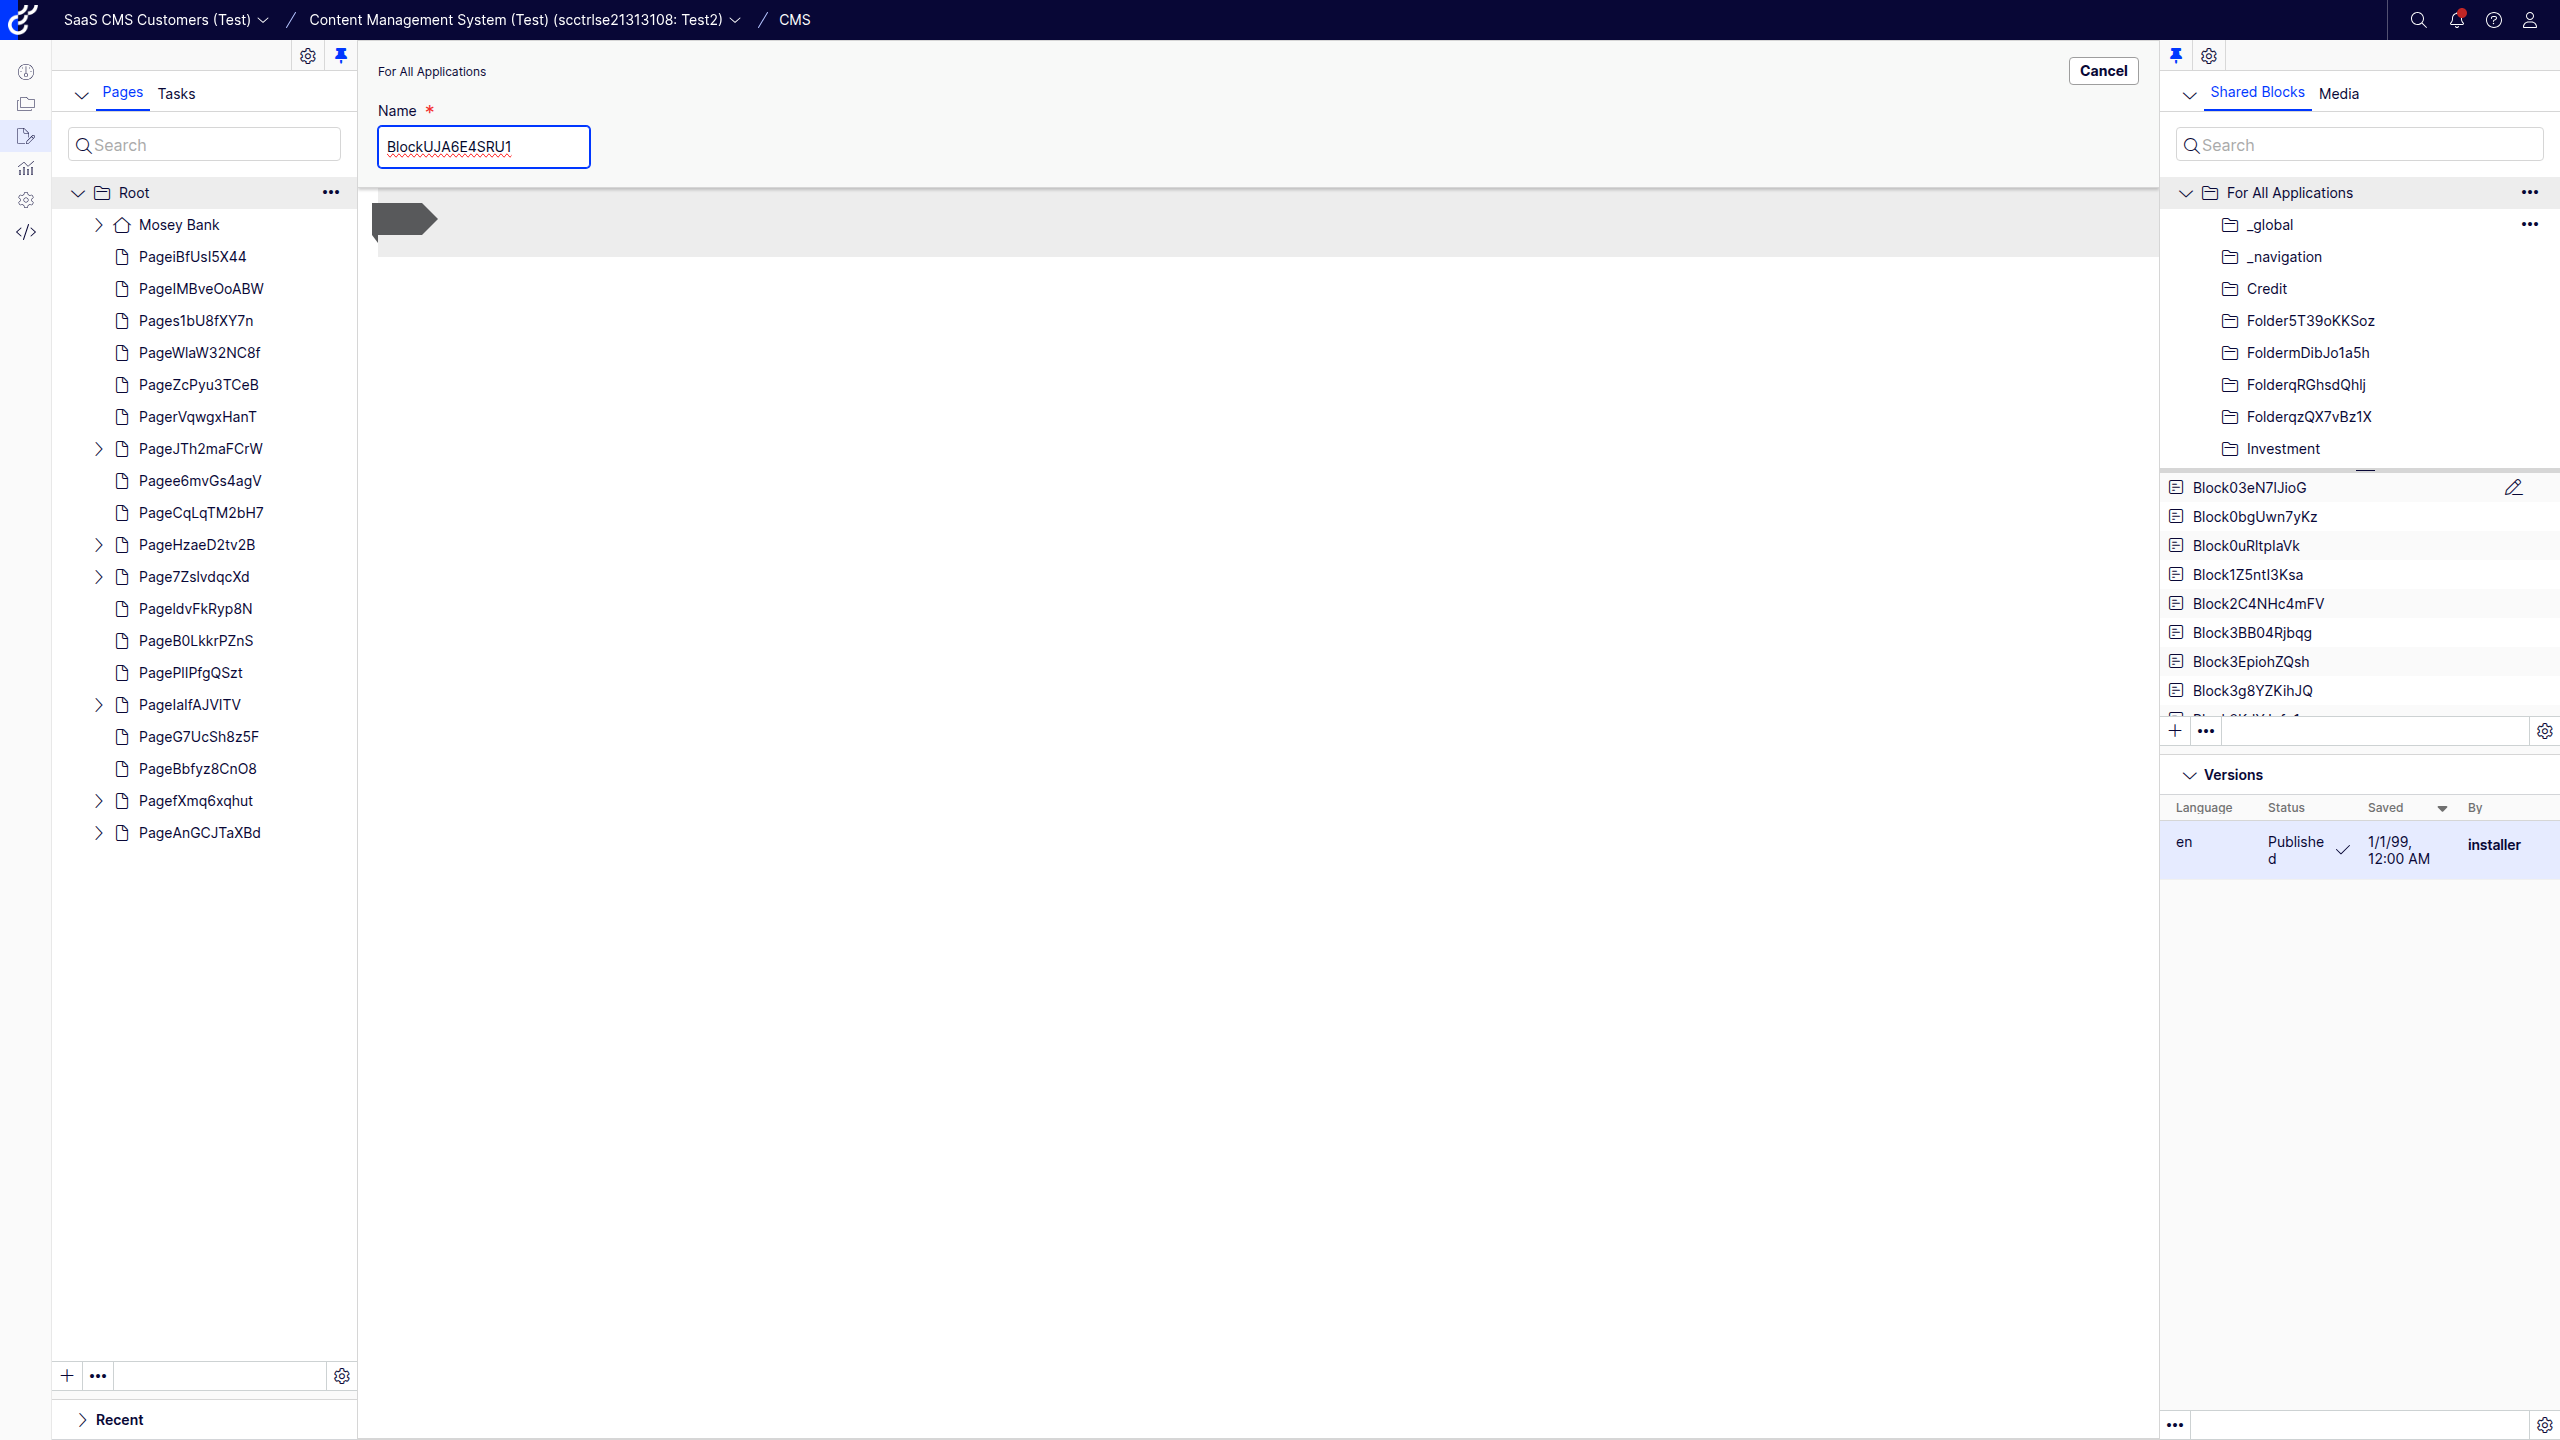 SaaS CMS Customers (Test) / Content Management System (Test) (scctrlse21313108: Test2) / CMS
Pages Tasks
Search
Root
Mosey Bank
PageiBfUsI5X44
PageIMBveOoABW
Pages1bU8fXY7n
PageWlaW32NC8f
PageZcPyu3TCeB
PagerVqwgxHanT
PageJTh2maFCrW
Pagee6mvGs4agV
PageCqLqTM2bH7
PageHzaeD2tv2B
Page7ZslvdqcXd
PageldvFkRyp8N
PageB0LkkrPZnS
PagePIlPfgQSzt
PageIaIfAJVITV
PageG7UcSh8z5F
PageBbfyz8CnO8
PagefXmq6xqhut
PageAnGCJTaXBd
Recent
For All Applications
Cancel
Name *
BlockUJA6E4SRU1
Shared Blocks Media
Search
For All Applications
_global
_navigation
Credit
Folder5T39oKKSoz
FoldermDibJo1a5h
FolderqRGhsdQhlj
FolderqzQX7vBz1X
Investment
Block03eN7lJioG
Block0bgUwn7yKz
Block0uRltplaVk
Block1Z5ntI3Ksa
Block2C4NHc4mFV
Block3BB04Rjbqg
Block3EpiohZQsh
Block3g8YZKihJQ
Versions
Language Status Saved By
en Publishe 1/1/99, installer
d 12:00 AM